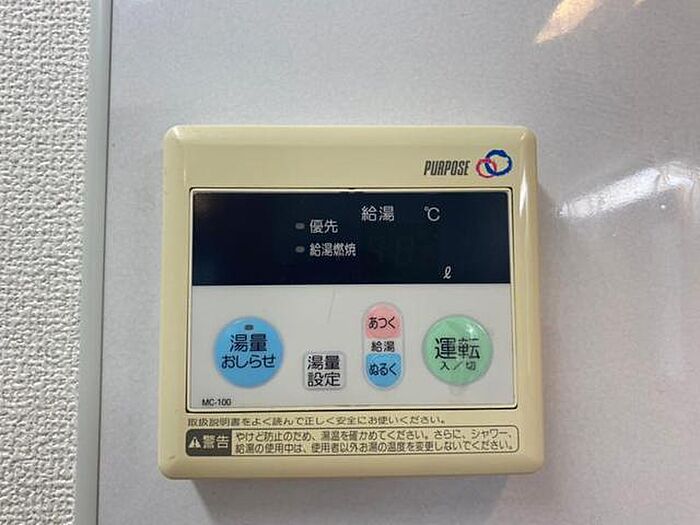 PURPOSE
給湯 ℃
優先
給湯燃焼
ℓ
湯量
おしらせ
湯量
設定
あつく
給湯
ぬるく
運転
入/切
MC-100
取扱説明書をよく読んで正しく安全にお使いください。
警告
やけど防止のため、湯温を確かめてください。さらに、シャワー、
給湯の使用中は、使用者以外お湯の温度を変更しないでください。